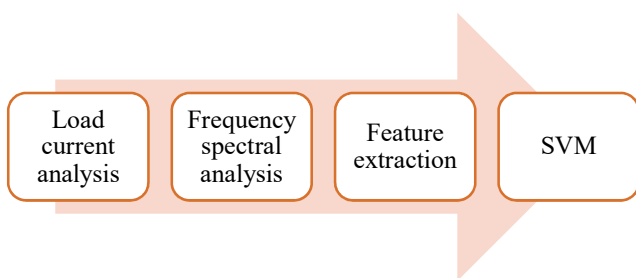 Load
current
analysis
Frequency
spectral
analysis
Feature
extraction
SVM